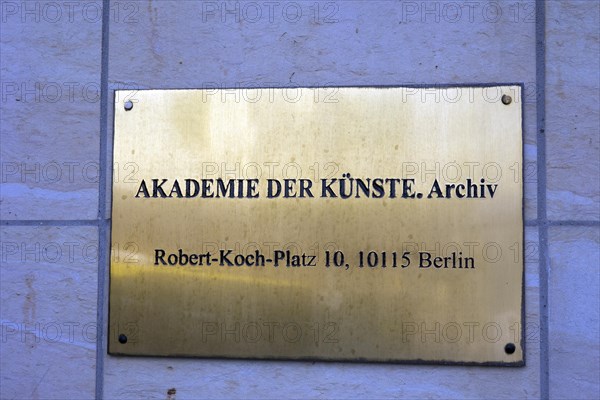 AKADEMIE DER KÜNSTE. Archiv
Robert-Koch-Platz 10, 10115 Berlin